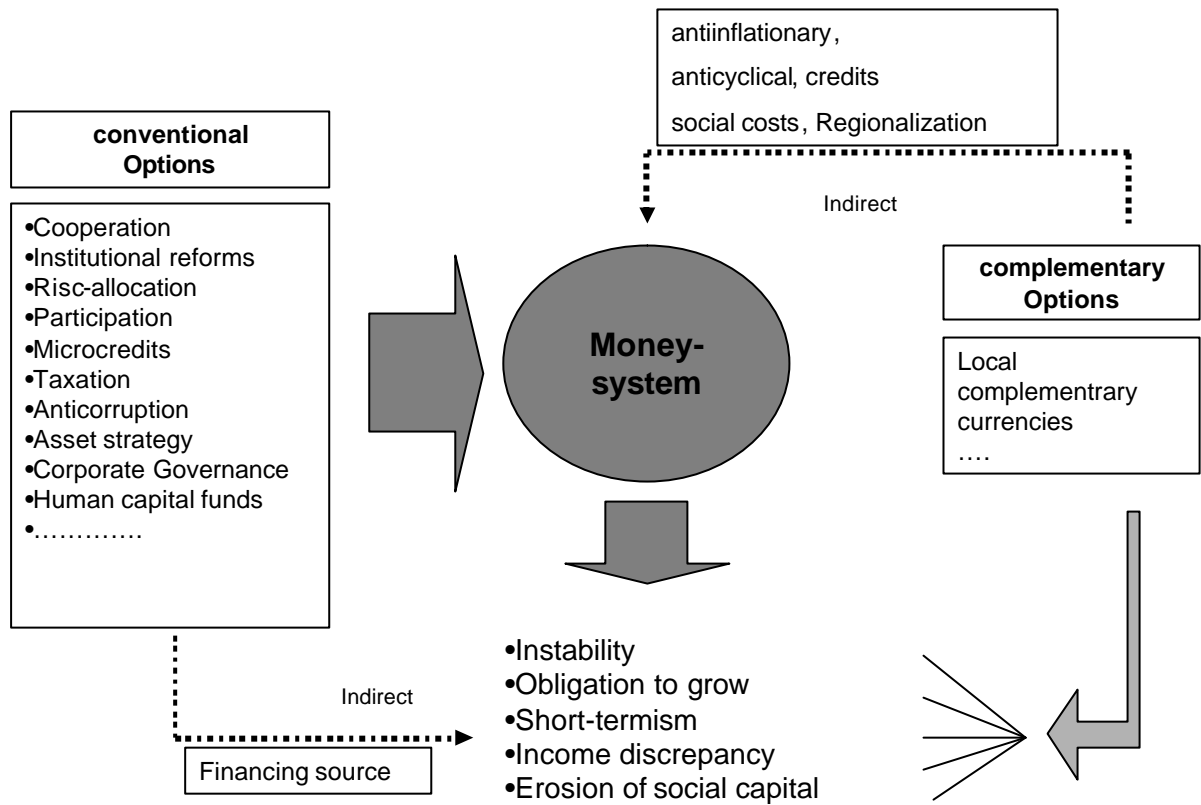 antiinflationary,
anticyclical, credits
social costs, Regionalization
conventional
Options
•Cooperation
•Institutional reforms
•Risc-allocation
•Participation
•Microcredits
•Taxation
•Anticorruption
•Asset strategy
•Corporate Governance
•Human capital funds
•………….
Indirect
Money-
system
complementary
Options
Local
complementrary
currencies
….
•Instability
•Obligation to grow
•Short-termism
•Income discrepancy
•Erosion of social capital
Indirect
Financing source